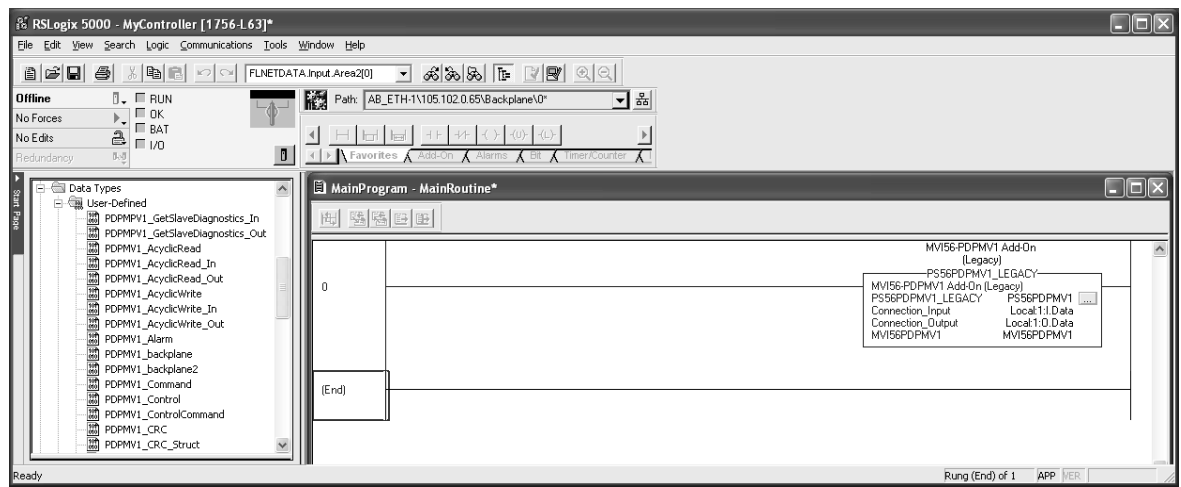 RSLogix 5000 - MyController [1756-L63]*
File Edit View Search Logic Communications Tools Window Help
FLNETDATA.Input.Area2[0]
Offline
RUN
Path: AB_ETH-1\105.102.0.65\Backplane\0*
No Forces
OK
No Edits
BAT
Redundancy
I/O
Favorites Add-On Alarms Bit Timer/Counter
Start Page
Data Types
User-Defined
PDPMPV1_GetSlaveDiagnostics_In
PDPMPV1_GetSlaveDiagnostics_Out
PDPMV1_AcyclicRead
PDPMV1_AcyclicRead_In
PDPMV1_AcyclicRead_Out
PDPMV1_AcyclicWrite
PDPMV1_AcyclicWrite_In
PDPMV1_AcyclicWrite_Out
PDPMV1_Alarm
PDPMV1_backplane
PDPMV1_backplane2
PDPMV1_Command
PDPMV1_Control
PDPMV1_ControlCommand
PDPMV1_CRC
PDPMV1_CRC_Struct
MainProgram - MainRoutine*
0
MVI56-PDPMV1 Add-On
(Legacy)
PS56PDPMV1_LEGACY
MVI56-PDPMV1 Add-On (Legacy)
PS56PDPMV1_LEGACY PS56PDPMV1 ...
Connection_Input Local:1:I.Data
Connection_Output Local:1:O.Data
MVI56PDPMV1 MVI56PDPMV1
(End)
Ready
Rung (End) of 1 APP VER